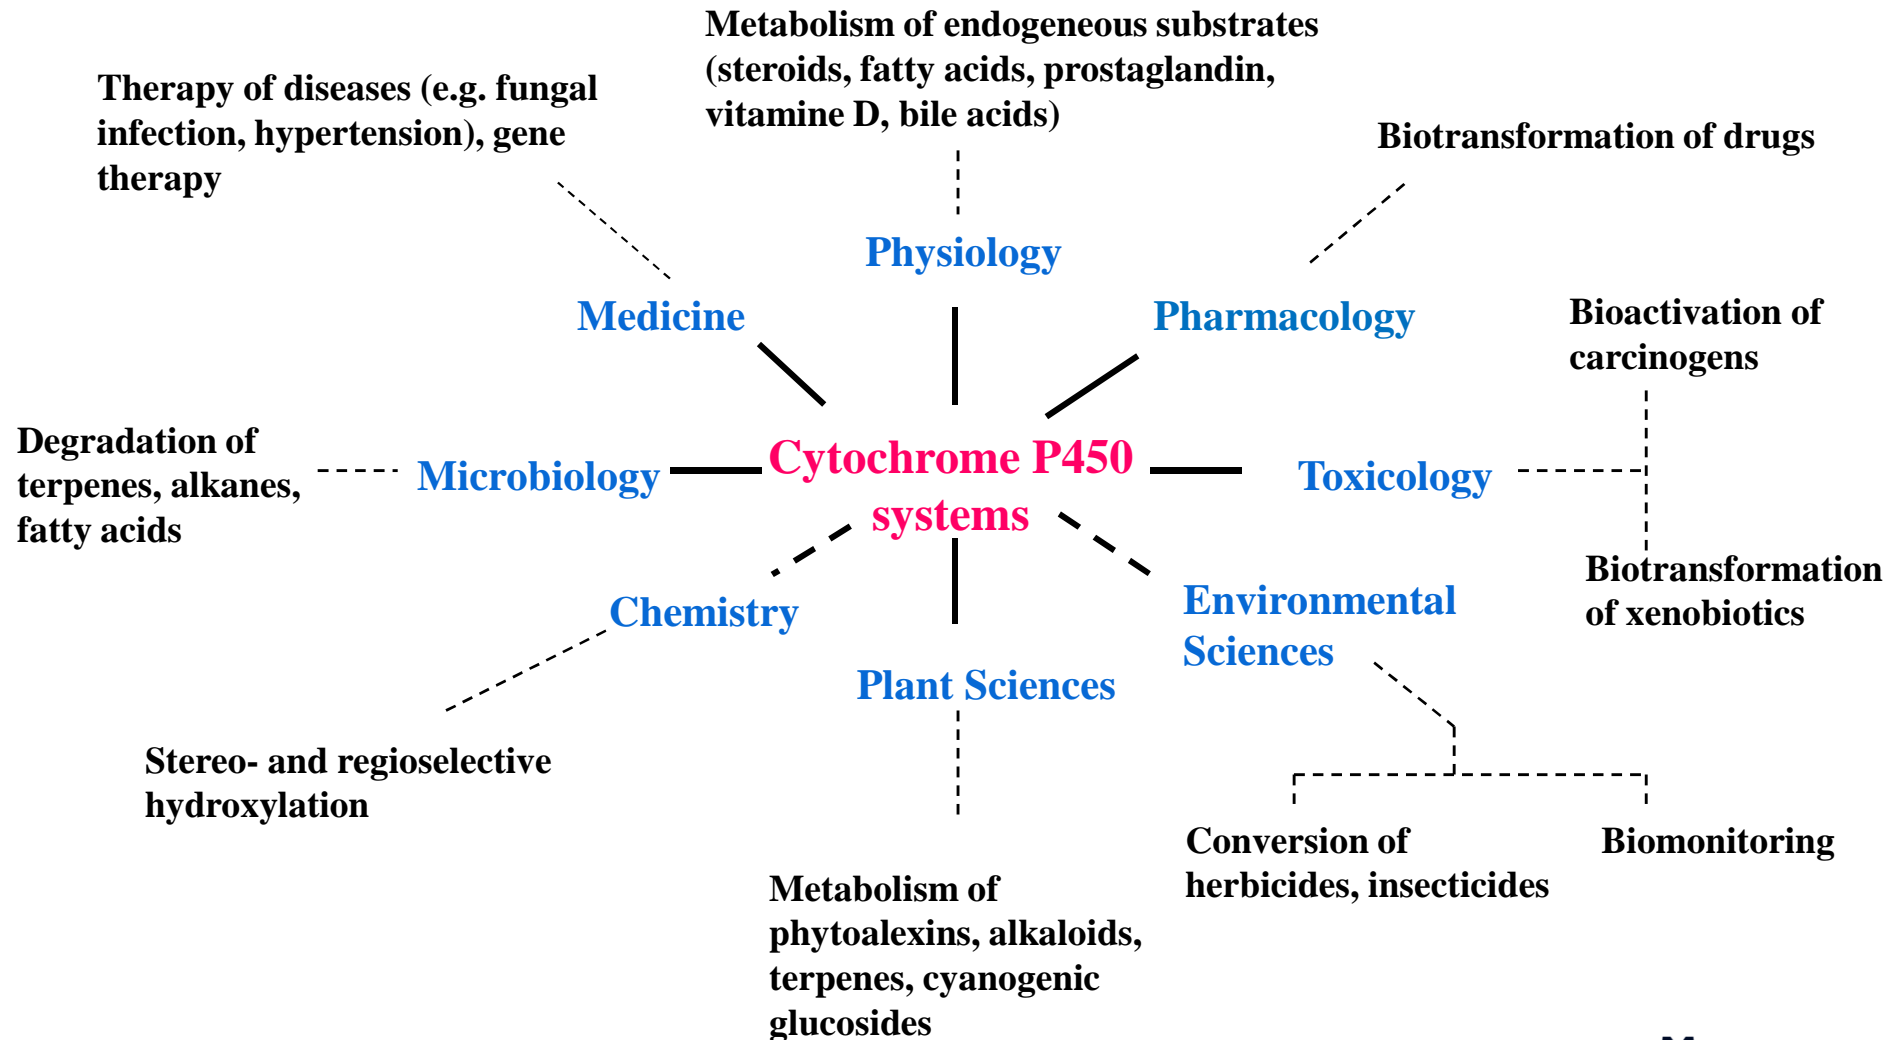 Metabolism of endogeneous substrates
(steroids, fatty acids, prostaglandin,
vitamine D, bile acids)
Therapy of diseases (e.g. fungal
infection, hypertension), gene
therapy
Biotransformation of drugs
Physiology
Medicine
Pharmacology
Bioactivation of
carcinogens
Degradation of
terpenes, alkanes,
fatty acids
Microbiology
Cytochrome P450
systems
Toxicology
Biotransformation
of xenobiotics
Chemistry
Environmental
Sciences
Plant Sciences
Stereo- and regioselective
hydroxylation
Conversion of
herbicides, insecticides
Biomonitoring
Metabolism of
phytoalexins, alkaloids,
terpenes, cyanogenic
glucosides